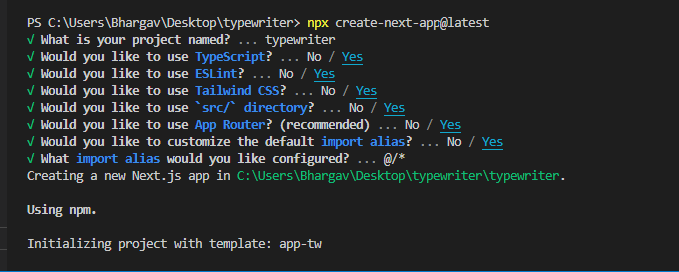 PS C:\Users\Bhargav\Desktop\typewriter> npx create-next-app@latest
√ What is your project named? ... typewriter
√ Would you like to use TypeScript? ... No / Yes
√ Would you like to use ESLint? ... No / Yes
√ Would you like to use Tailwind CSS? ... No / Yes
√ Would you like to use `src/` directory? ... No / Yes
√ Would you like to use App Router? (recommended) ... No / Yes
√ Would you like to customize the default import alias? ... No / Yes
√ What import alias would you like configured? ... @/*
Creating a new Next.js app in C:\Users\Bhargav\Desktop\typewriter\typewriter.
Using npm.
Initializing project with template: app-tw